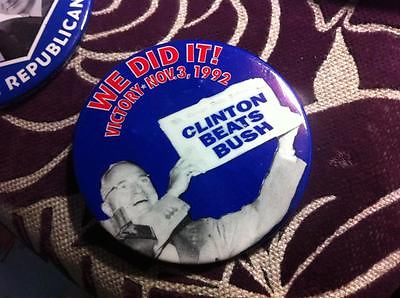 REPUBLICAN
WE DID IT!
VICTORY-NOV.3, 1992
CLINTON
BEATS
BUSH